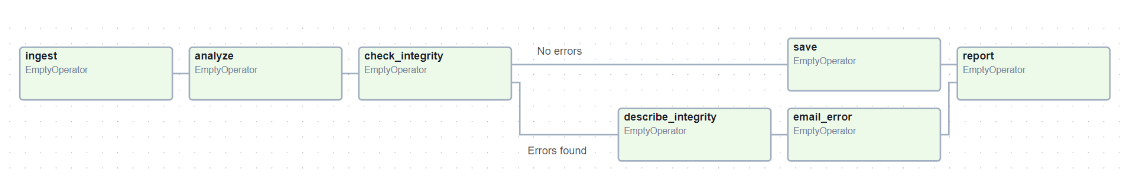 ingest
EmptyOperator
analyze
EmptyOperator
check_integrity
EmptyOperator
No errors
save
EmptyOperator
report
EmptyOperator
describe_integrity
EmptyOperator
email_error
EmptyOperator
Errors found